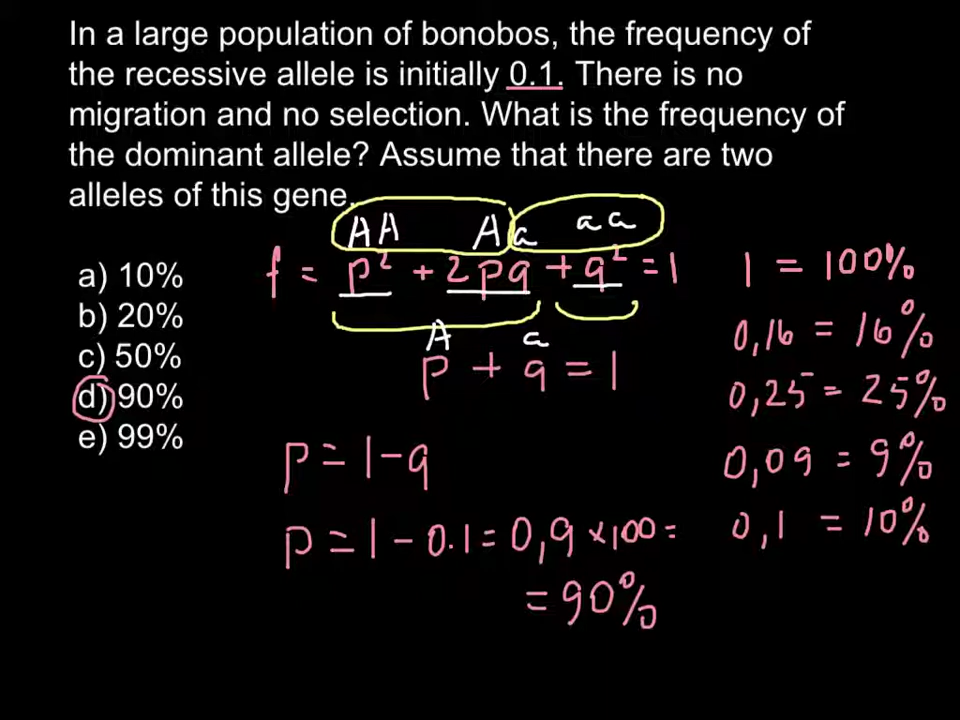 In a large population of bonobos, the frequency of
the recessive allele is initially 0.1. There is no
migration and no selection. What is the frequency of
the dominant allele? Assume that there are two
alleles of this gene.
AA Aa aa
a) 10%
b) 20%
c) 50%
d) 90%
e) 99%
f = p² + 2pq + q² = 1
A a
p + q = 1
p = 1 - q
p = 1 - 0.1 = 0,9 × 100 =
= 90%
1 = 100%
0,16 = 16%
0,25 = 25%
0,09 = 9%
0,1 = 10%